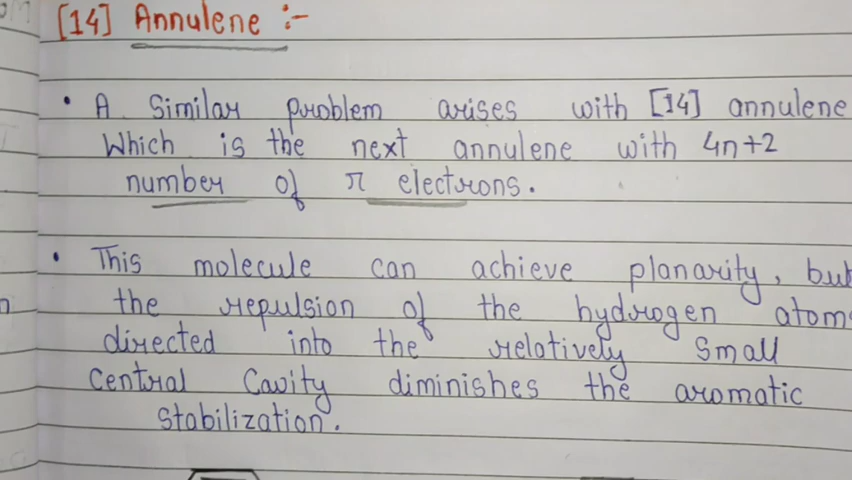 [14] Annulene :-
• A Similar problem arises with [14] annulene
Which is the next annulene with 4n+2
number of π electrons.
• This molecule can achieve planarity, but
the repulsion of the hydrogen atom
directed into the relatively Small
Central Cavity diminishes the aromatic
stabilization.